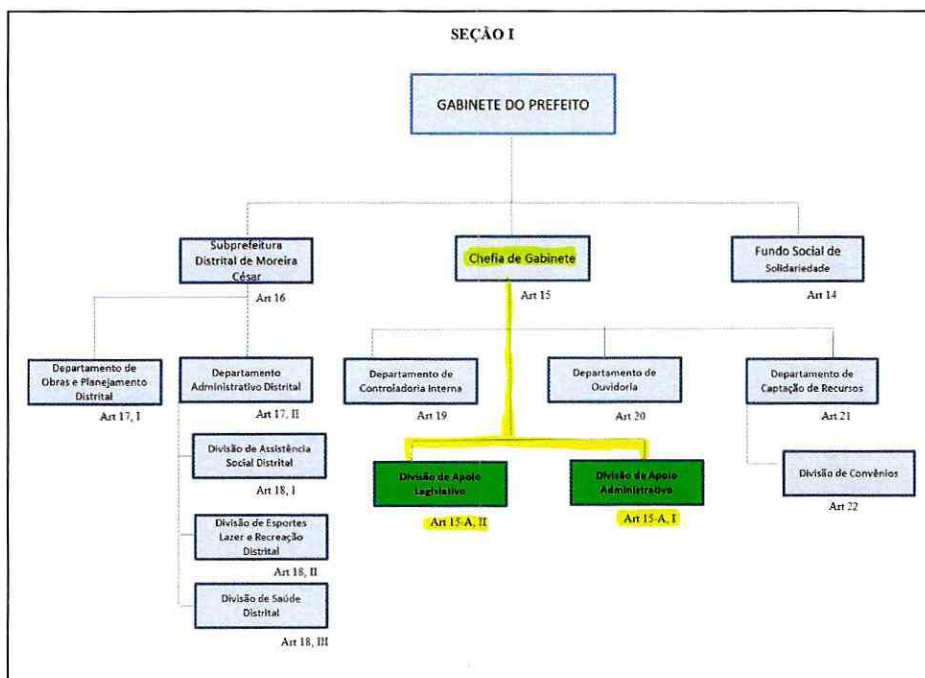 SEÇÃO I
GABINETE DO PREFEITO
Subprefeitura
Distrital de Moreira
César
Art 16
Chefia de Gabinete
Art 15
Fundo Social de
Solidariedade
Art 14
Departamento de
Obras e Planejamento
Distrital
Art 17, I
Departamento
Administrativo Distrital
Art 17, II
Departamento
de Controladoria Interna
Art 19
Departamento de
Ouvidoria
Art 20
Departamento de
Captação de Recursos
Art 21
Divisão de Assistência
Social Distrital
Art 18, I
Divisão de Apoio
Legislativo
Art 15-A, II
Divisão de Apoio
Administrativo
Art 15-A, I
Divisão de Convênios
Art 22
Divisão de Esportes
Lazer e Recreação
Distrital
Art 18, II
Divisão de Saúde
Distrital
Art 18, III